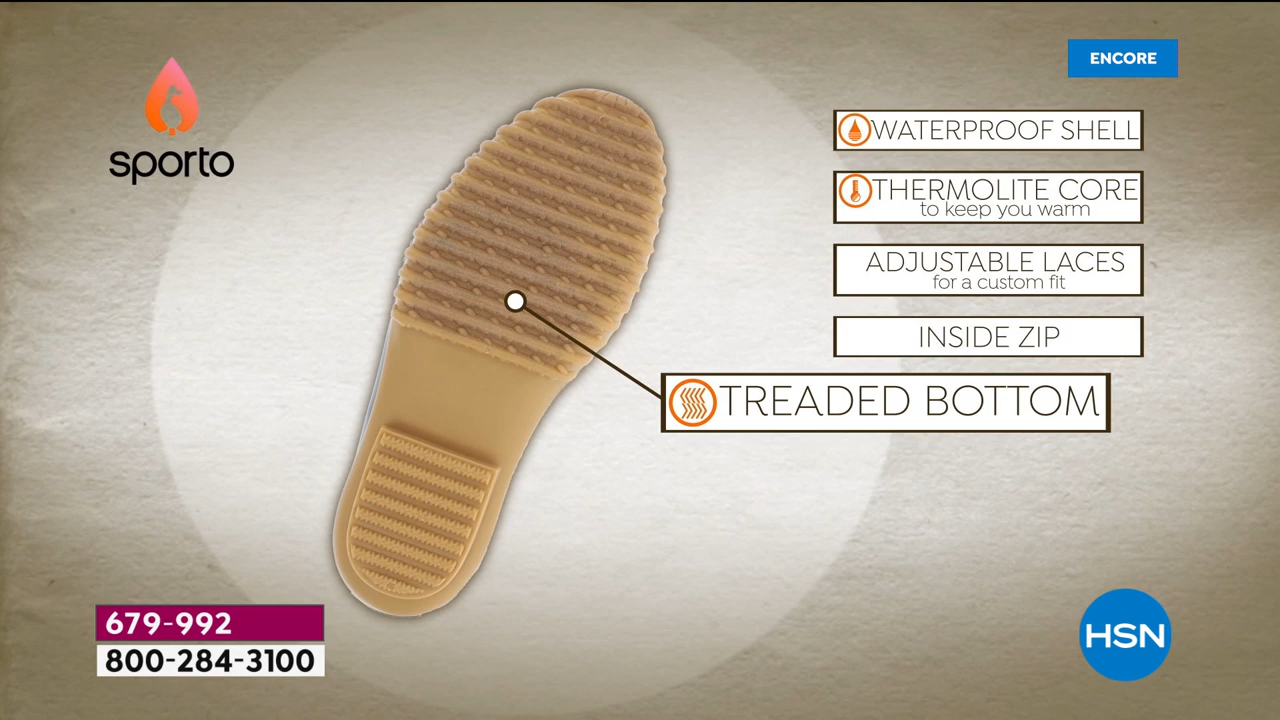 sporto
ENCORE
WATERPROOF SHELL
THERMOLITE CORE
to keep you warm
ADJUSTABLE LACES
for a custom fit
INSIDE ZIP
TREADED BOTTOM
679-992
800-284-3100
HSN